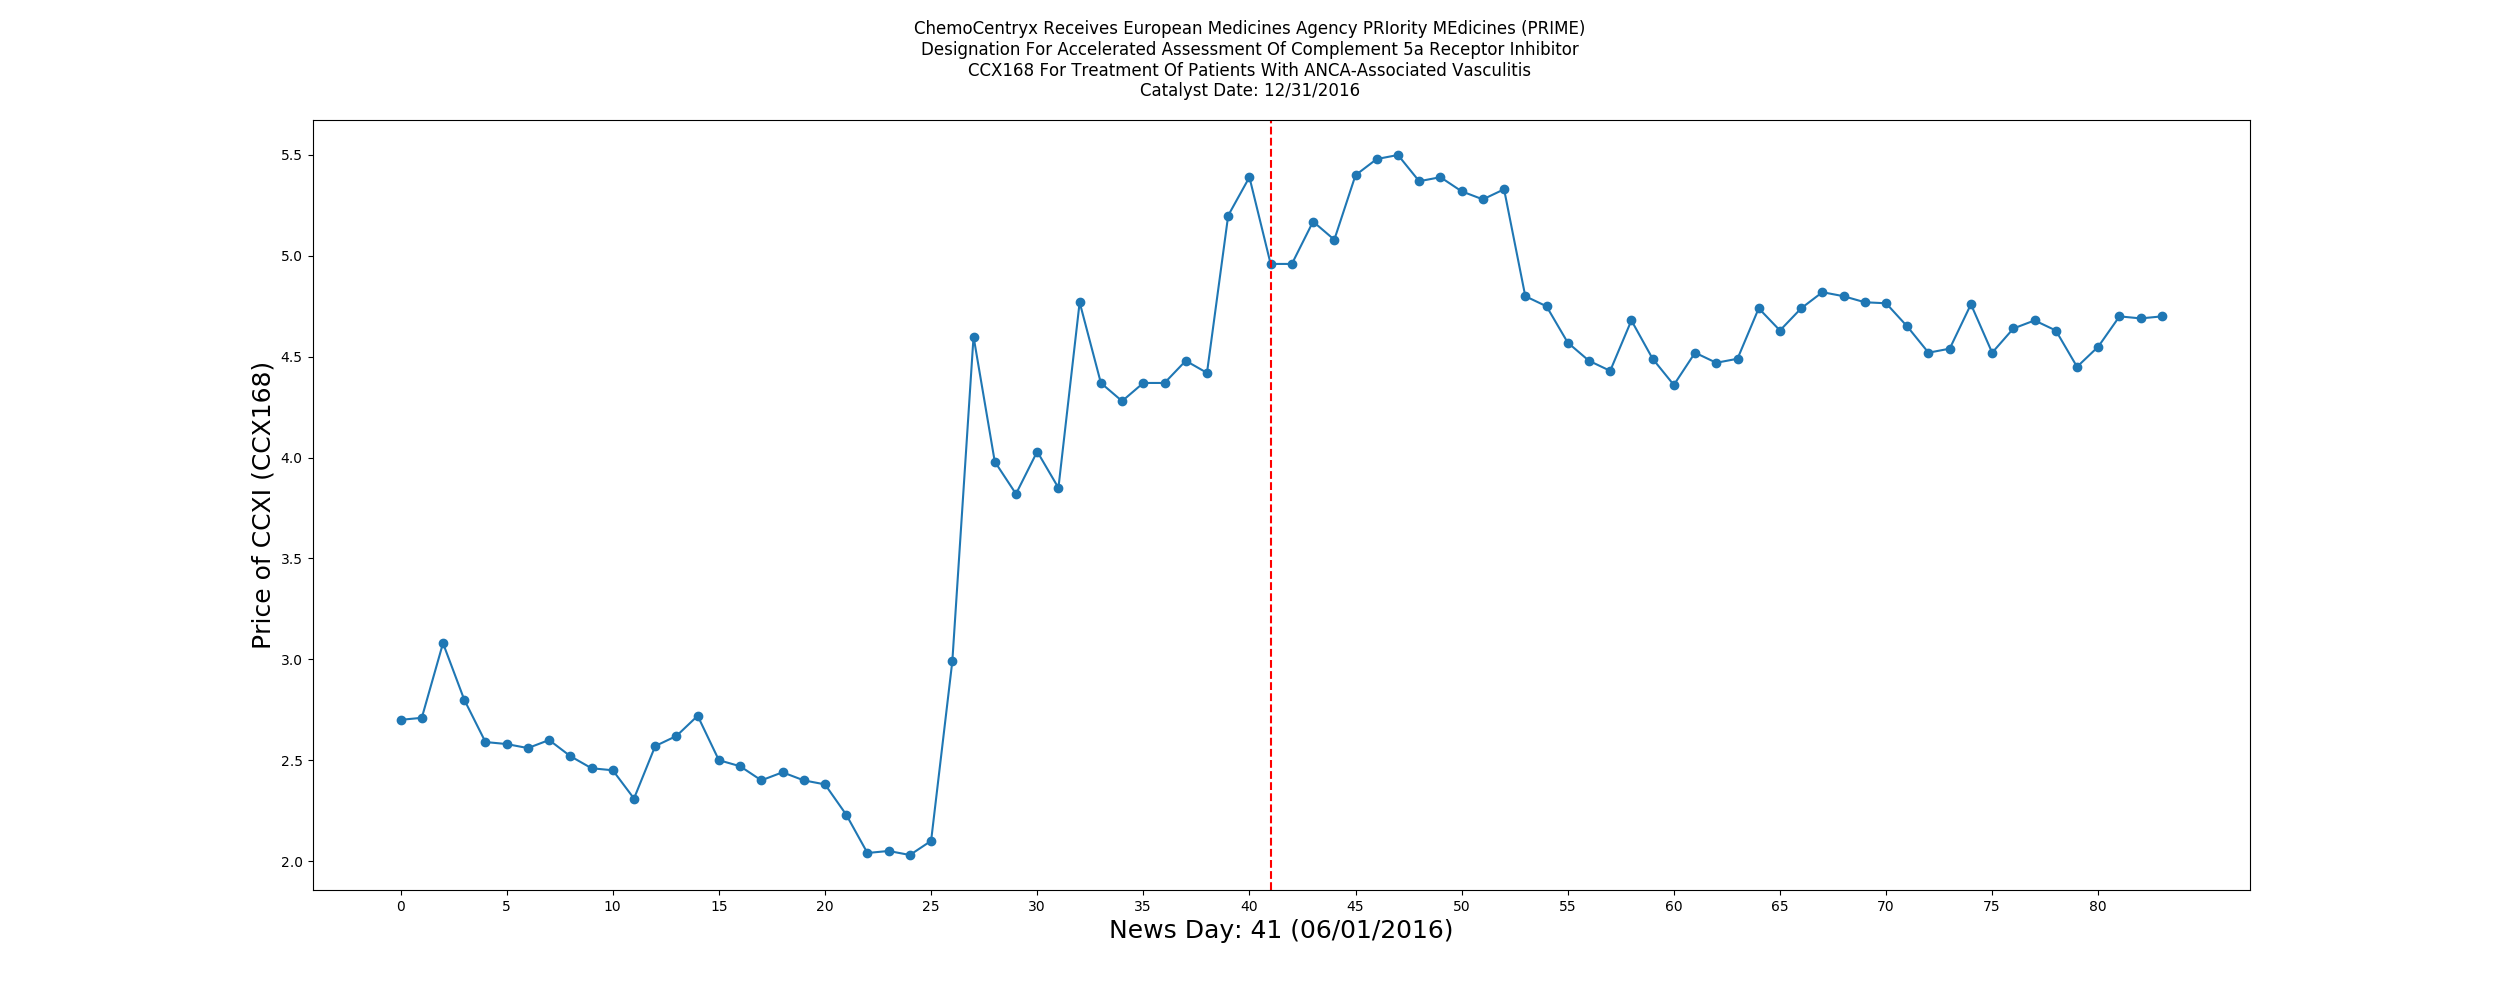 ChemoCentryx Receives European Medicines Agency PRIority MEdicines (PRIME)
Designation For Accelerated Assessment Of Complement 5a Receptor Inhibitor
CCX168 For Treatment Of Patients With ANCA-Associated Vasculitis
Catalyst Date: 12/31/2016
Price of CCXI (CCX168)
5.5
5.0
4.5
4.0
3.5
3.0
2.5
2.0
0 5 10 15 20 25 30 35 40 45 50 55 60 65 70 75 80
News Day: 41 (06/01/2016)